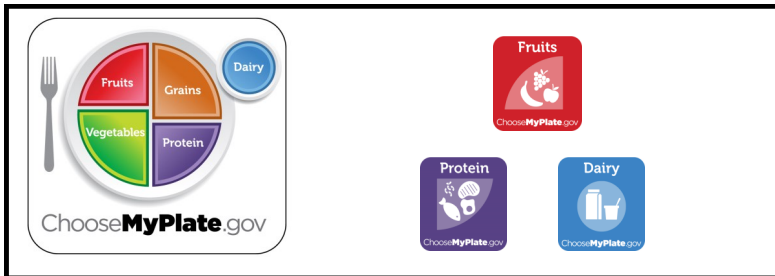 Fruits
Grains
Dairy
Vegetables
Protein
ChooseMyPlate.gov
Fruits
ChooseMyPlate.gov
Protein
ChooseMyPlate.gov
Dairy
ChooseMyPlate.gov